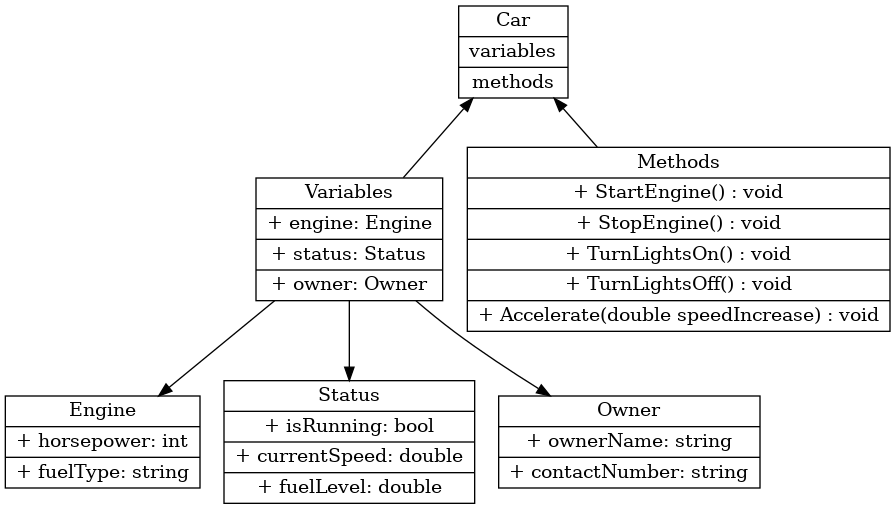 Car
variables
methods
Variables
+ engine: Engine
+ status: Status
+ owner: Owner
Methods
+ StartEngine() : void
+ StopEngine() : void
+ TurnLightsOn() : void
+ TurnLightsOff() : void
+ Accelerate(double speedIncrease) : void
Engine
+ horsepower: int
+ fuelType: string
Status
+ isRunning: bool
+ currentSpeed: double
+ fuelLevel: double
Owner
+ ownerName: string
+ contactNumber: string